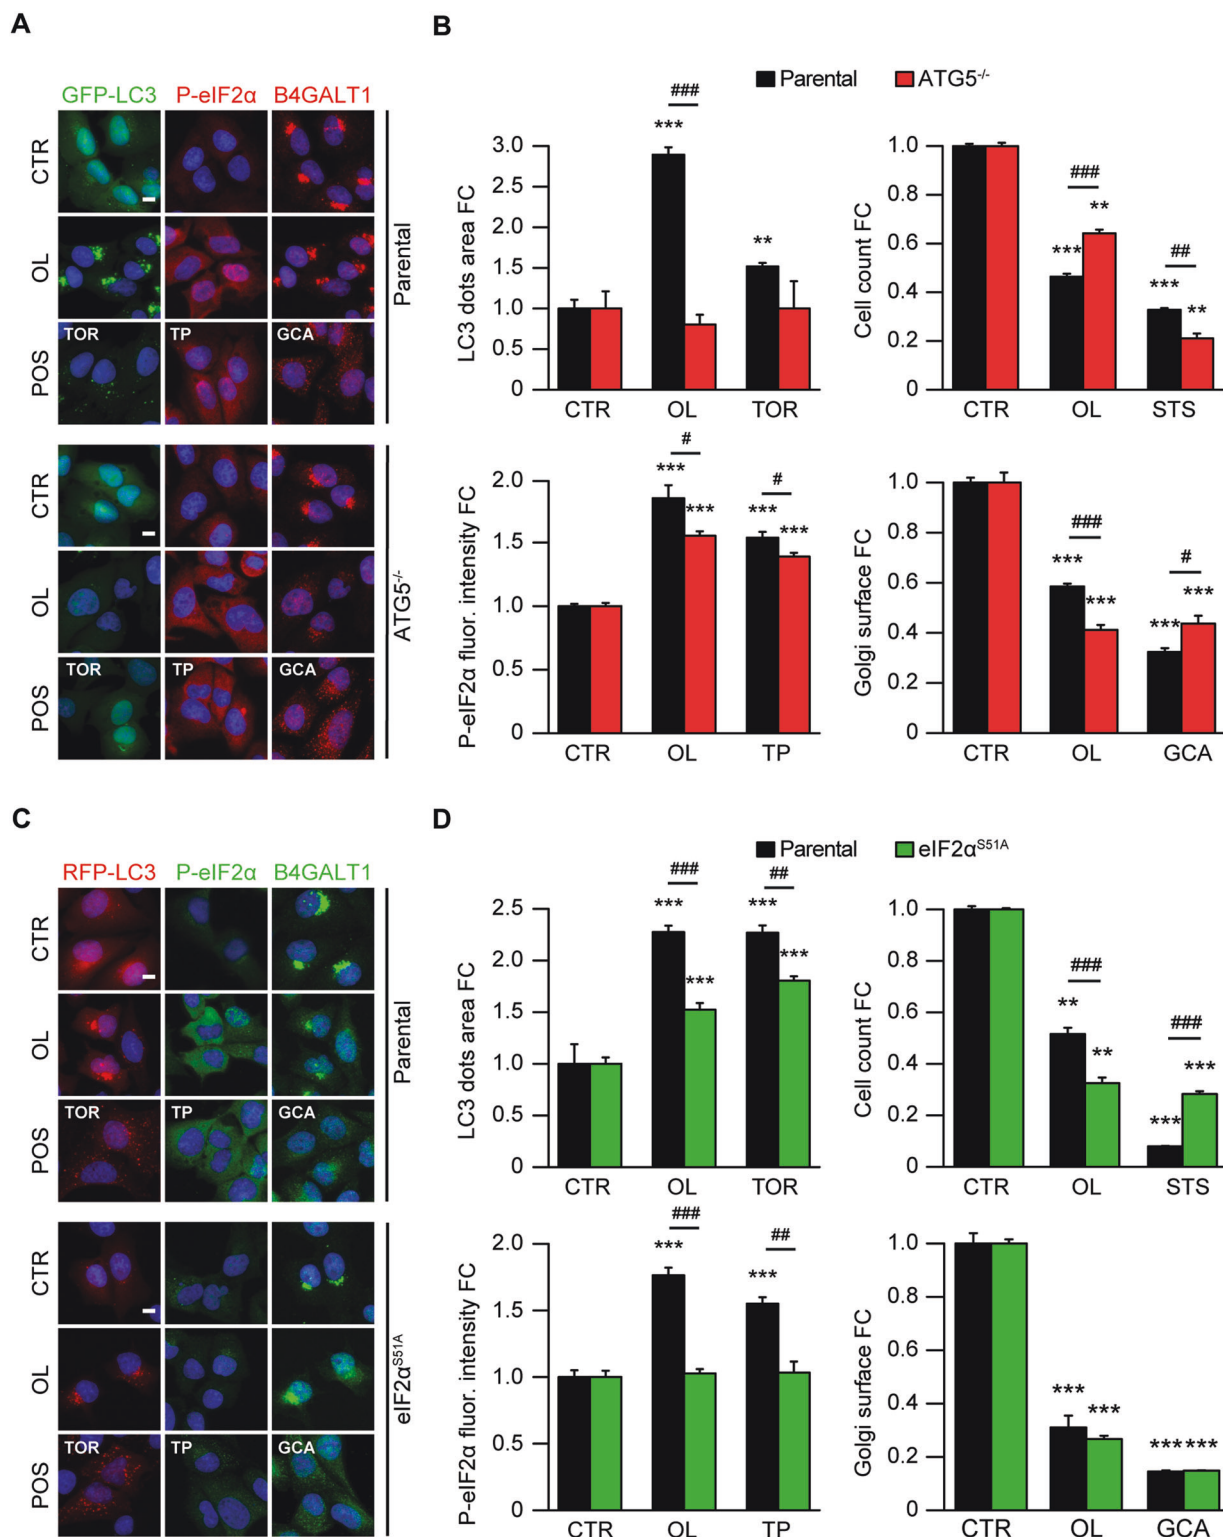 A
GFP-LC3 P-eIF2α B4GALT1
CTR
OL
POS
TOR TP GCA
Parental
CTR
OL
POS
TOR TP GCA
ATG5-/-
B
Parental ATG5-/-
LC3 dots area FC
3.0
2.5
2.0
1.5
1.0
0.5
0
###
***
**
CTR OL TOR
Cell count FC
1.0
0.8
0.6
0.4
0.2
0
###
**
***
##
***
**
CTR OL STS
P-eIF2α fluor. intensity FC
2.0
1.5
1.0
0.5
0
#
***
***
#
***
***
CTR OL TP
Golgi surface FC
1.0
0.8
0.6
0.4
0.2
0
###
***
***
#
***
***
CTR OL GCA
C
RFP-LC3 P-eIF2α B4GALT1
CTR
OL
POS
TOR TP GCA
Parental
CTR
OL
POS
TOR TP GCA
eIF2αS51A
D
Parental eIF2αS51A
LC3 dots area FC
2.5
2.0
1.5
1.0
0.5
0
###
***
***
##
***
***
CTR OL TOR
Cell count FC
1.0
0.8
0.6
0.4
0.2
0
###
**
**
###
***
***
CTR OL STS
P-eIF2α fluor. intensity FC
2.0
1.5
1.0
0.5
0
###
***
##
***
CTR OL TP
Golgi surface FC
1.0
0.8
0.6
0.4
0.2
0
***
***
*** ***
CTR OL GCA